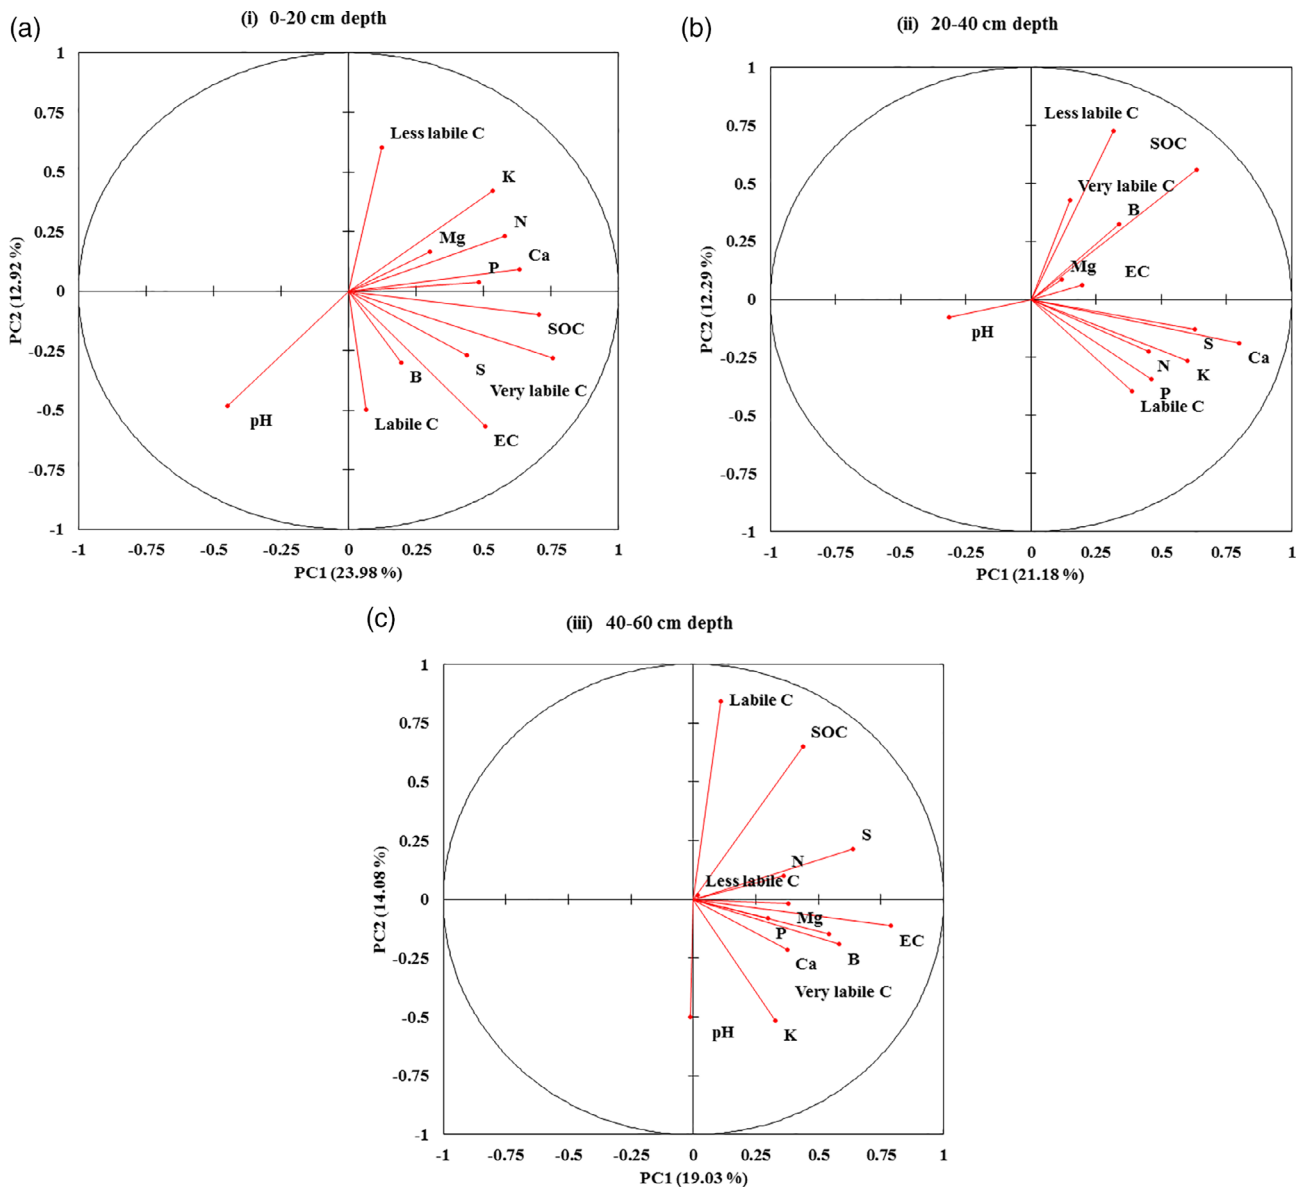 (a)
(i) 0-20 cm depth
1
0.75
0.5
0.25
0
-0.25
-0.5
-0.75
-1
PC2 (12.92 %)
Less labile C
K
N
Mg
Ca
P
SOC
S
B
Very labile C
Labile C
EC
pH
-1 -0.75 -0.5 -0.25 0 0.25 0.5 0.75 1
PC1 (23.98 %)
(b)
(ii) 20-40 cm depth
1
0.75
0.5
0.25
0
-0.25
-0.5
-0.75
-1
PC2 (12.29 %)
Less labile C
SOC
Very labile C
B
Mg
EC
pH
S
Ca
N
K
P
Labile C
-1 -0.75 -0.5 -0.25 0 0.25 0.5 0.75 1
PC1 (21.18 %)
(c)
(iii) 40-60 cm depth
1
0.75
0.5
0.25
0
-0.25
-0.5
-0.75
-1
PC2 (14.08 %)
Labile C
SOC
S
N
Less labile C
Mg
P
EC
Ca
B
Very labile C
pH
K
-1 -0.75 -0.5 -0.25 0 0.25 0.5 0.75 1
PC1 (19.03 %)